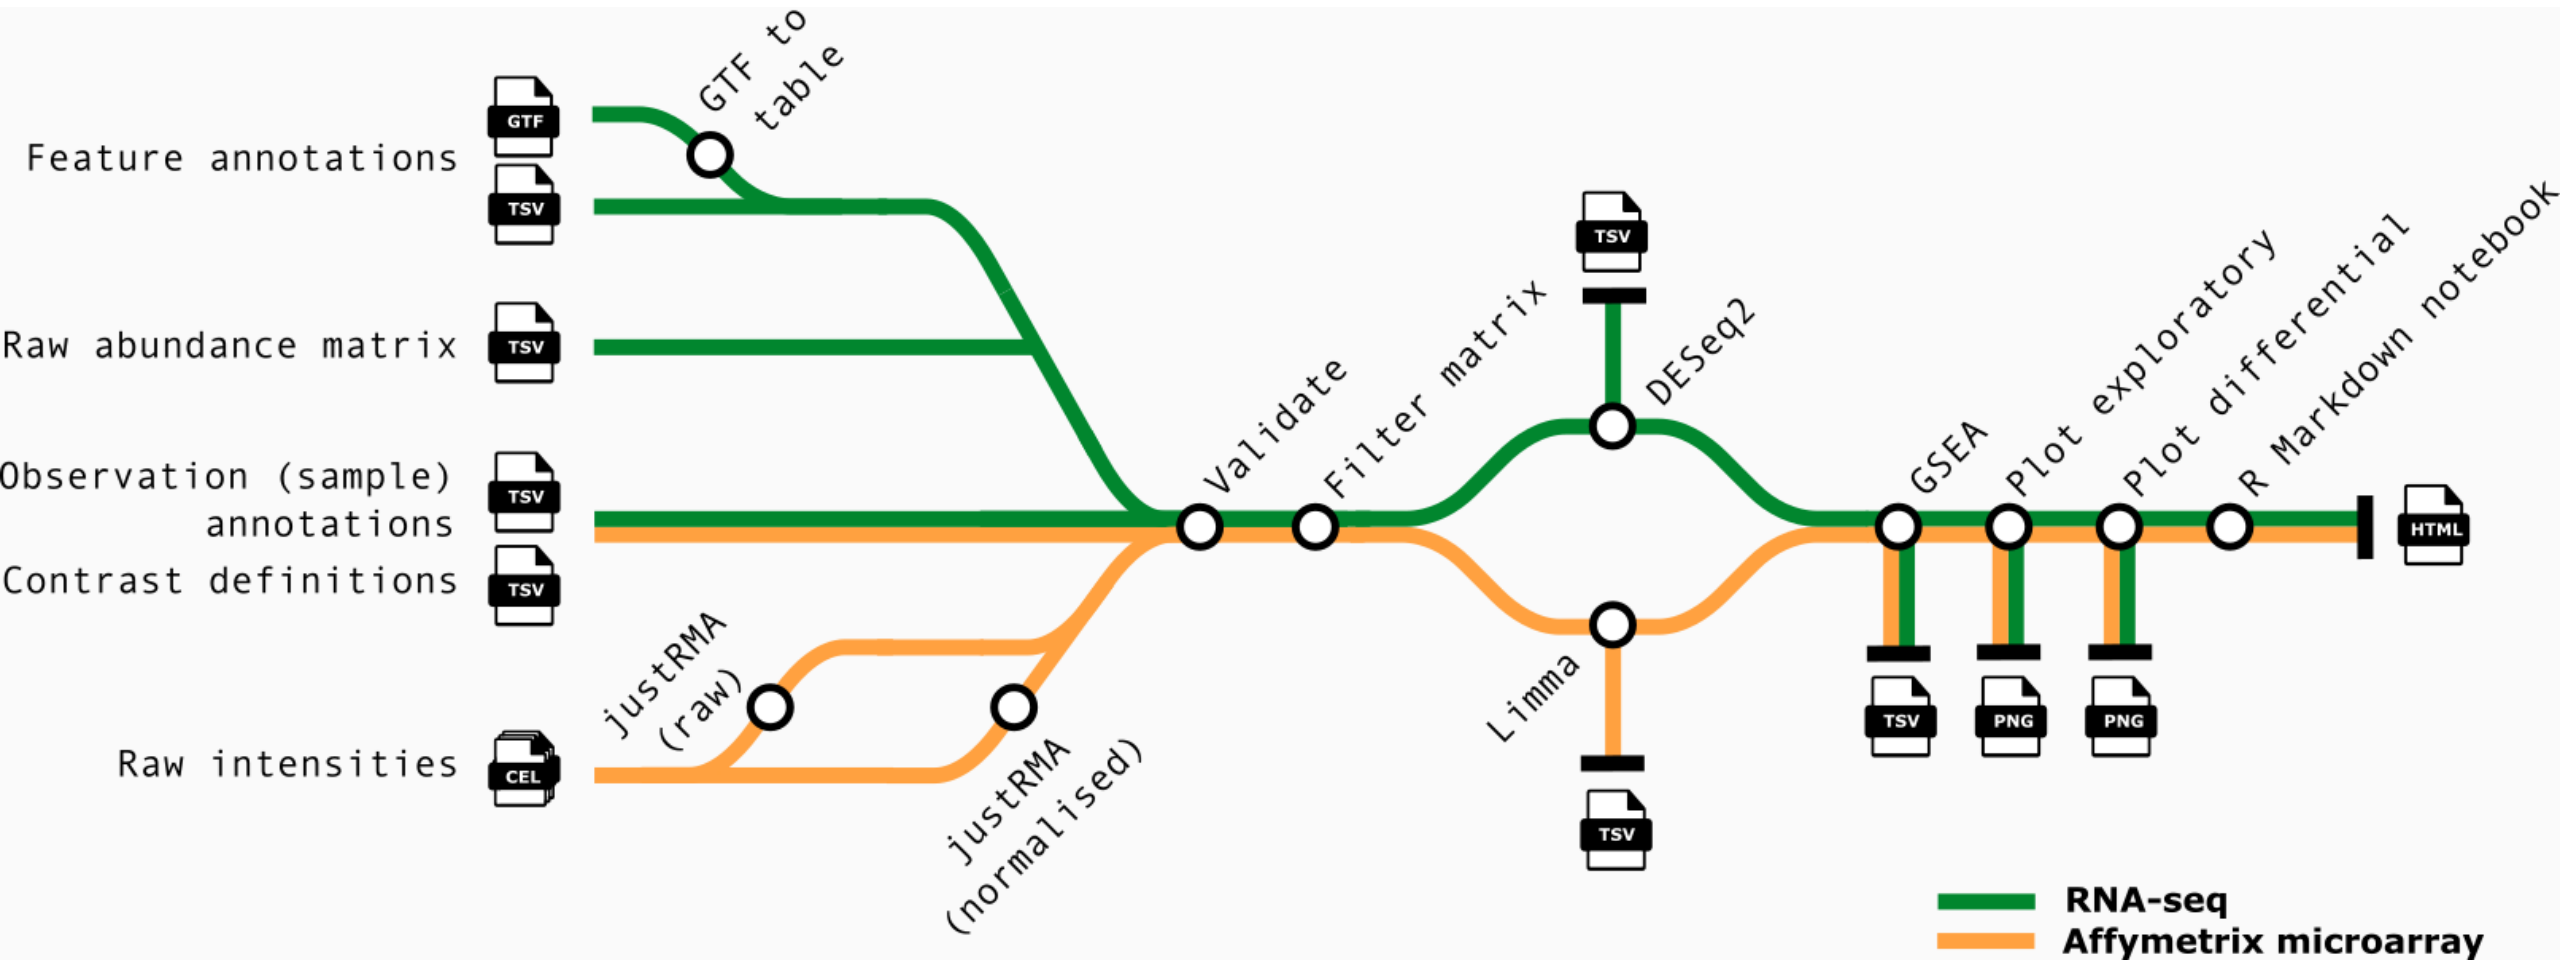 GTF to
table
GTF
Feature annotations
TSV
Raw abundance matrix
TSV
Observation (sample)
annotations
TSV
Contrast definitions
TSV
justRMA
(raw)
Raw intensities
CEL
justRMA
(normalised)
Validate
Filter matrix
TSV
DESeq2
Limma
TSV
GSEA
Plot exploratory
Plot differential
R Markdown notebook
HTML
TSV
PNG
PNG
RNA-seq
Affymetrix microarray